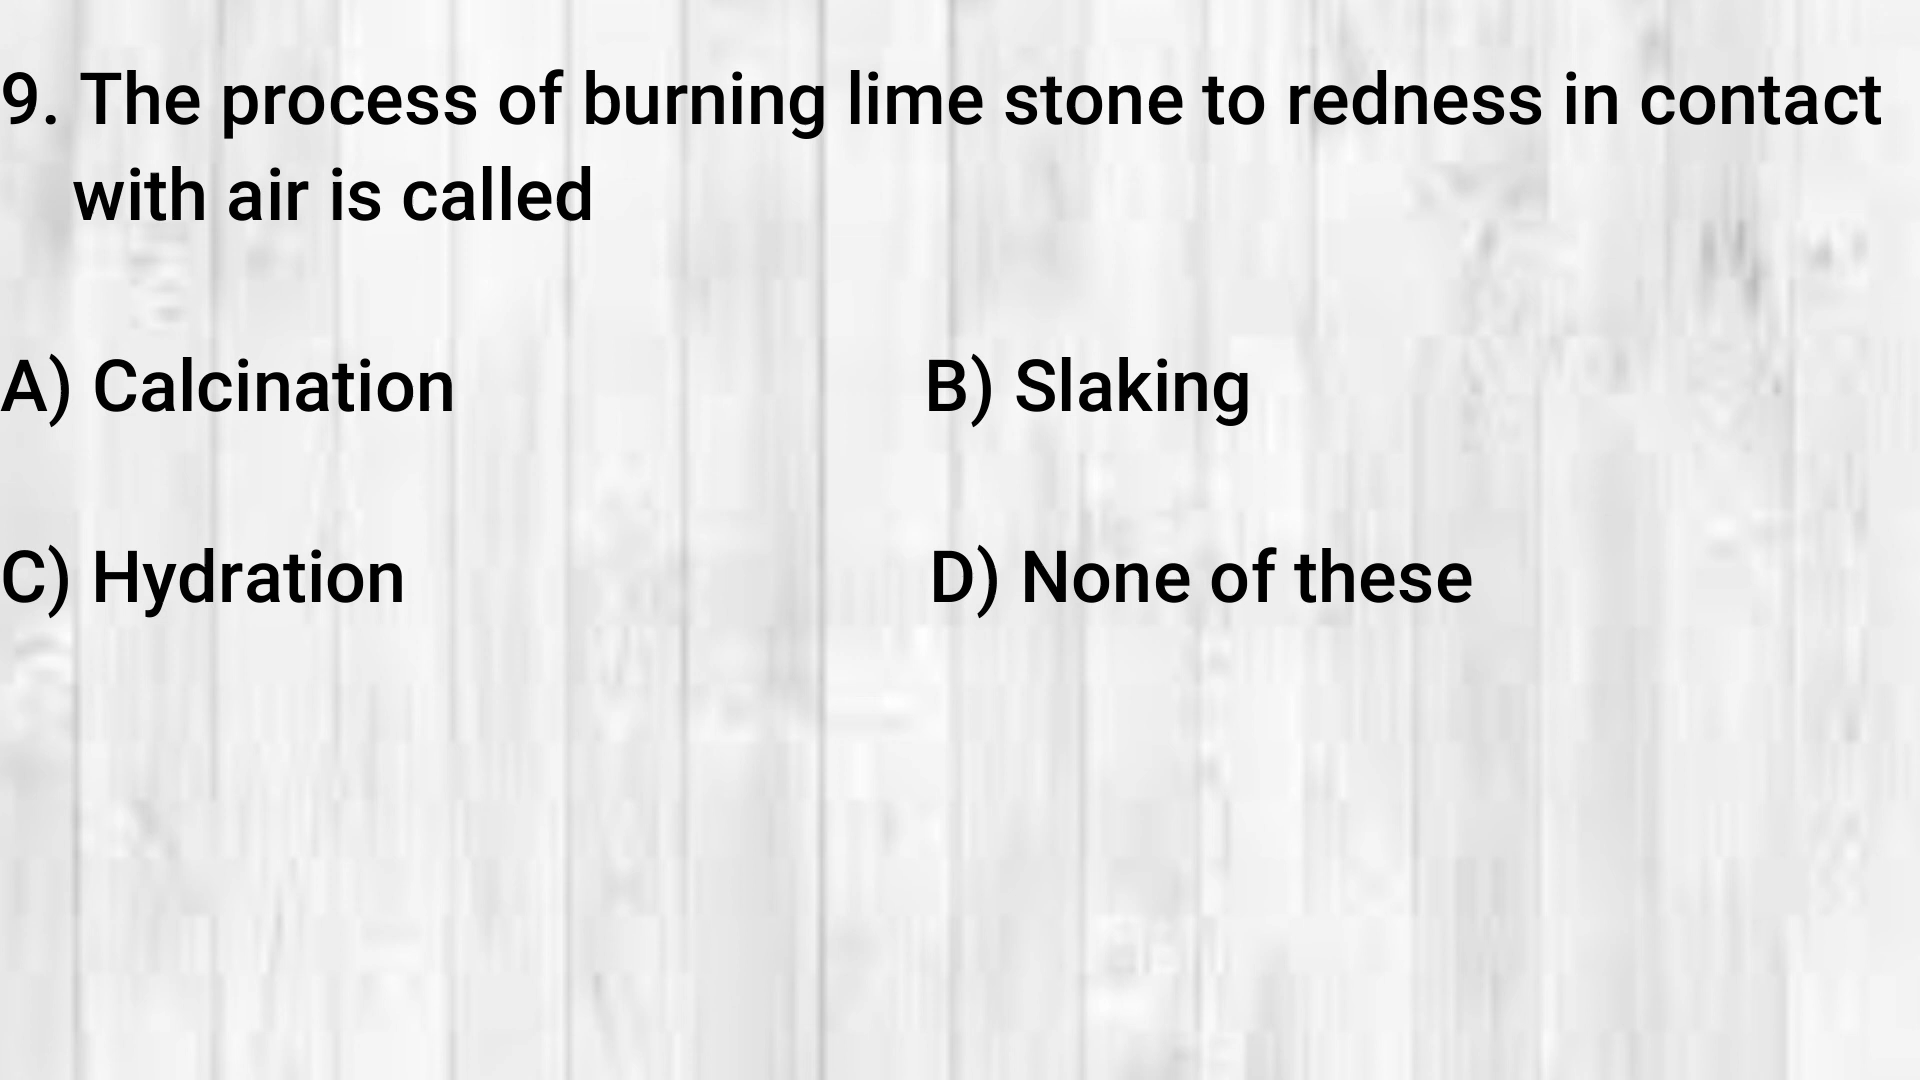 9. The process of burning lime stone to redness in contact
with air is called
A) Calcination B) Slaking
C) Hydration D) None of these